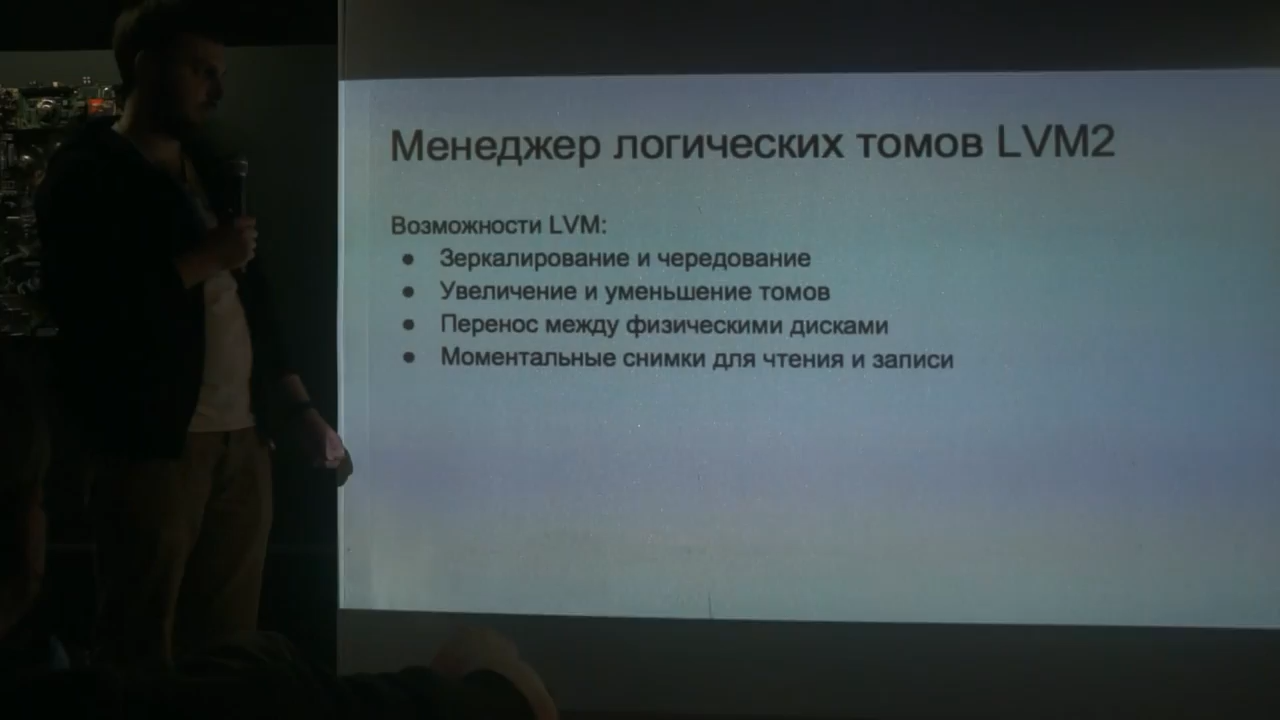 Менеджер логических томов LVM2
Возможности LVM:
● Зеркалирование и чередование
● Увеличение и уменьшение томов
● Перенос между физическими дисками
● Моментальные снимки для чтения и записи